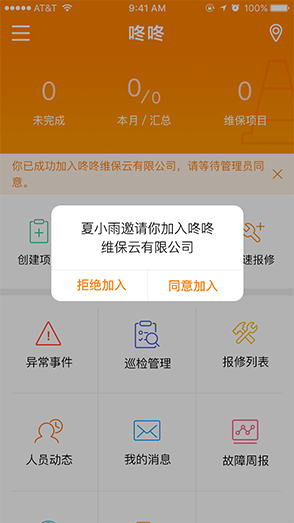 AT&T 9:41 AM 100%
咚咚
0 0/0 0
未完成 本月/汇总 维保项目
你已成功加入咚咚维保云有限公司，请等待管理员同
意。
夏小雨邀请你加入咚咚
维保云有限公司
创建项 速报修
拒绝加入 同意加入
异常事件 巡检管理 报修列表
人员动态 我的消息 故障周报